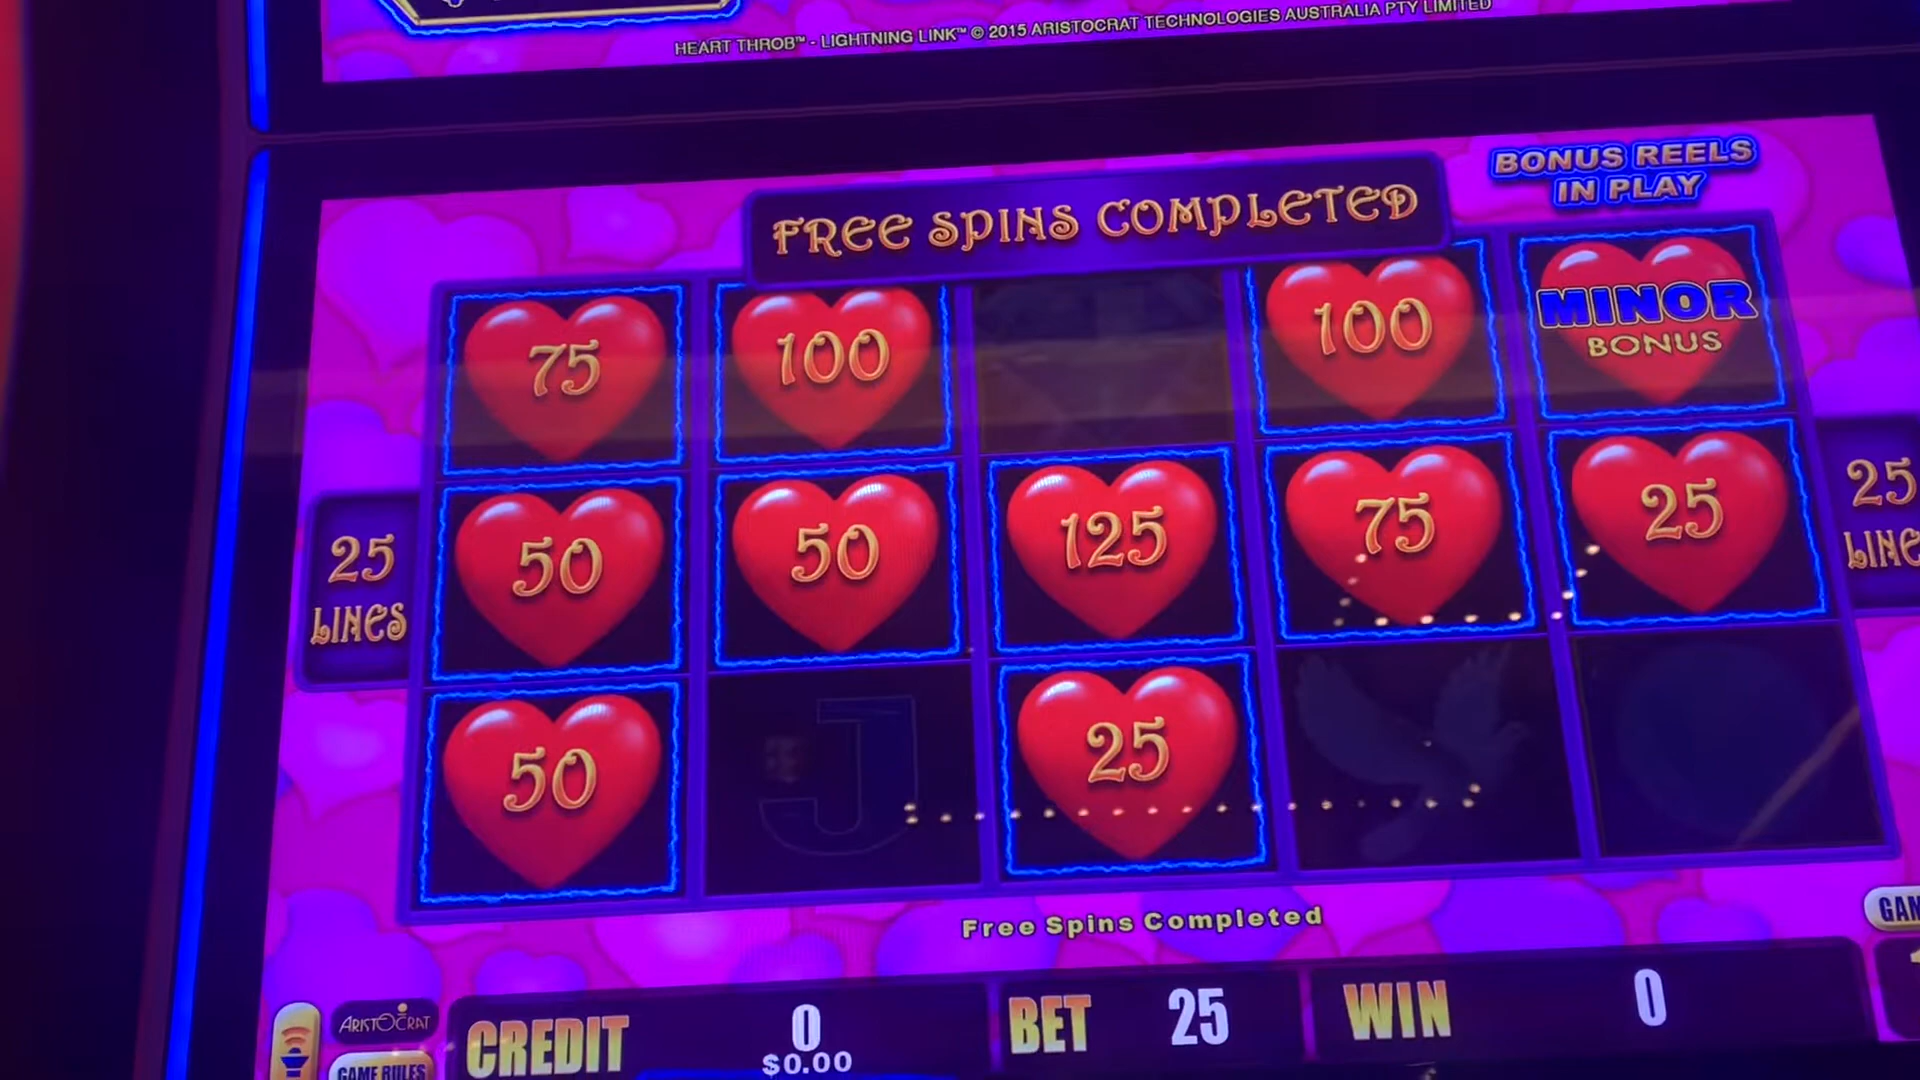 HEART THROB™ - LIGHTNING LINK™ © 2015 ARISTOCRAT TECHNOLOGIES AUSTRALIA PTY LIMITED
BONUS REELS
IN PLAY
FREE SPINS COMPLETED
75 100 100 MINOR
BONUS
25
LINES
50 50 125 75 25
25
LINE
50 J 25
Free Spins Completed
GAM
ARISTOCRAT
GAME RULES
CREDIT 0
$0.00
BET 25
WIN 0